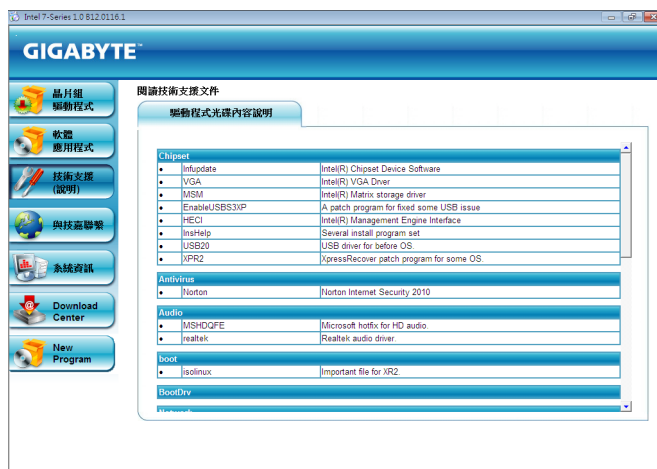 Intel 7-Series 1.0 B12.0116.1
GIGABYTE™
晶片組
驅動程式
軟體
應用程式
技術支援
(說明)
與技嘉聯繫
系統資訊
Download
Center
New
Program
閱讀技術支援文件
驅動程式光碟內容說明
Chipset
• Infupdate Intel(R) Chipset Device Software
• VGA Intel(R) VGA Drver
• MSM Intel(R) Matrix storage driver
• EnableUSBS3XP A patch program for fixed some USB issue
• HECI Intel(R) Management Engine Interface
• InsHelp Several install program set
• USB20 USB driver for before OS.
• XPR2 XpressRecover patch program for some OS.
Antivirus
• Norton Norton Internet Security 2010
Audio
• MSHDQFE Microsoft hotfix for HD audio.
• realtek Realtek audio driver.
boot
• isolinux Important file for XR2.
BootDrv
Network